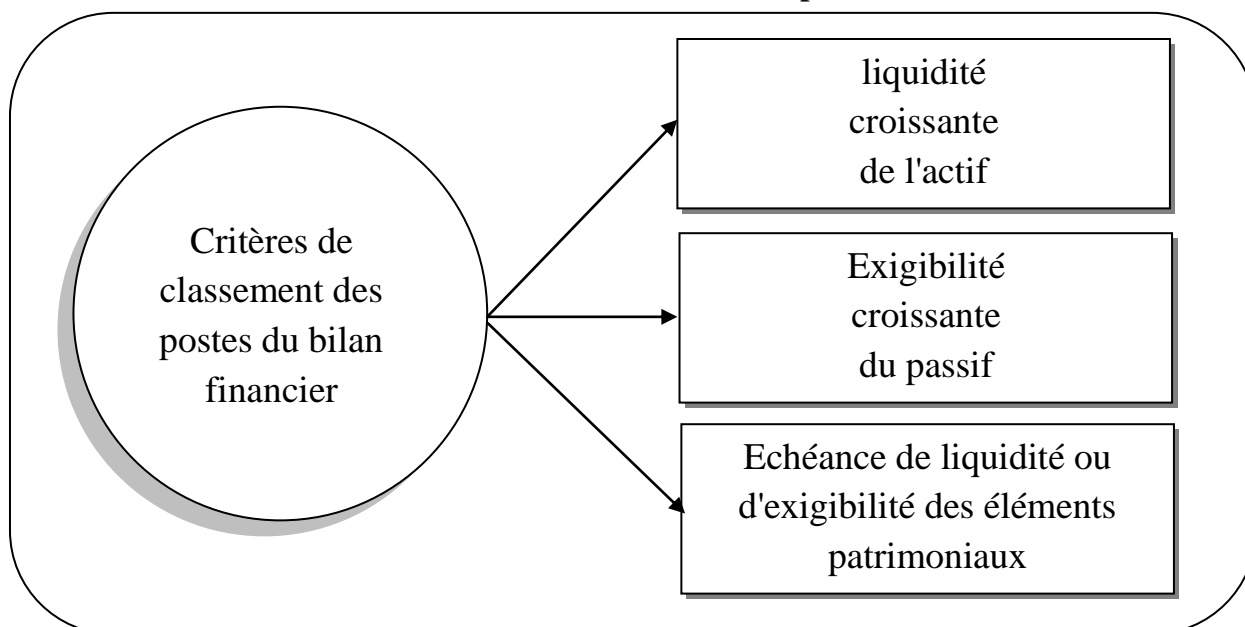 Critères de
classement des
postes du bilan
financier
liquidité
croissante
de l'actif
Exigibilité
croissante
du passif
Echéance de liquidité ou
d'exigibilité des éléments
patrimoniaux